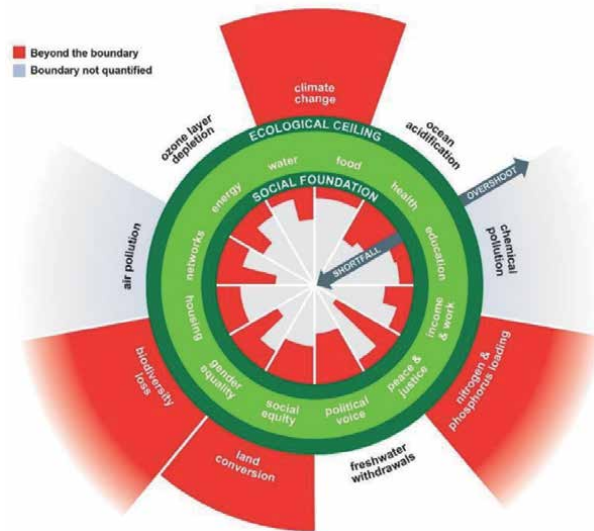 Beyond the boundary
Boundary not quantified
climate
change
ozone layer
depletion
ocean
acidification
ECOLOGICAL CEILING
OVERSHOOT
water
food
energy
health
SOCIAL FOUNDATION
SHORTFALL
networks
education
air pollution
chemical
pollution
housing
income
& work
gender
equality
peace &
justice
social
equity
political
voice
biodiversity
loss
nitrogen &
phosphorus loading
land
conversion
freshwater
withdrawals